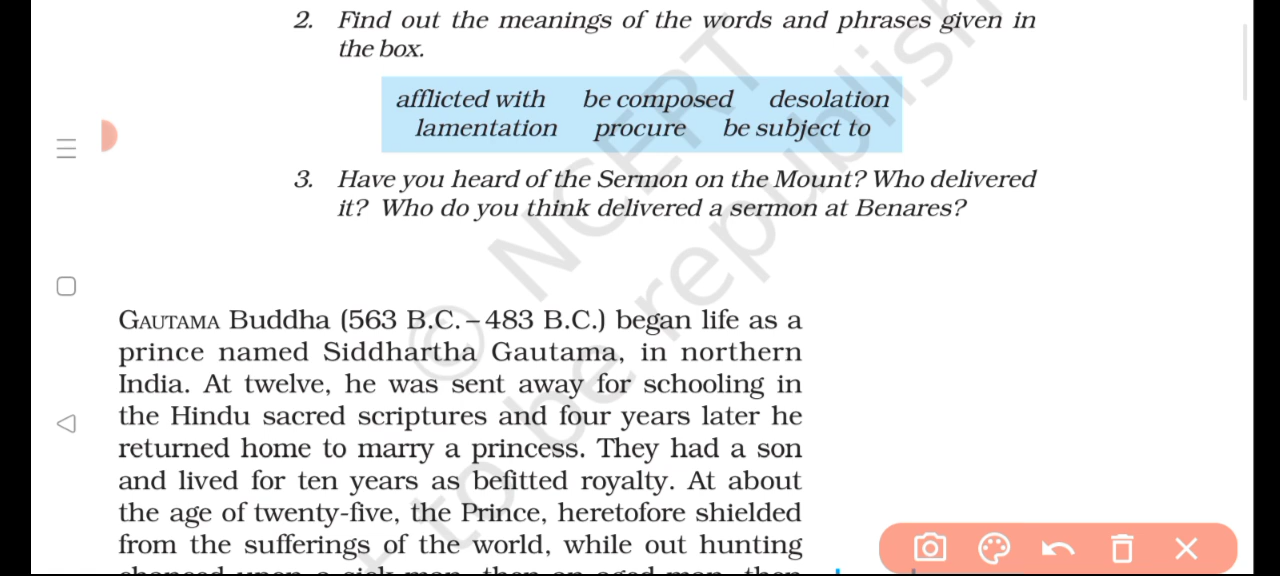 2. Find out the meanings of the words and phrases given in
the box.
afflicted with be composed desolation
lamentation procure be subject to
3. Have you heard of the Sermon on the Mount? Who delivered
it? Who do you think delivered a sermon at Benares?
GAUTAMA Buddha (563 B.C. – 483 B.C.) began life as a
prince named Siddhartha Gautama, in northern
India. At twelve, he was sent away for schooling in
the Hindu sacred scriptures and four years later he
returned home to marry a princess. They had a son
and lived for ten years as befitted royalty. At about
the age of twenty-five, the Prince, heretofore shielded
from the sufferings of the world, while out hunting
© NCERT
to be republish